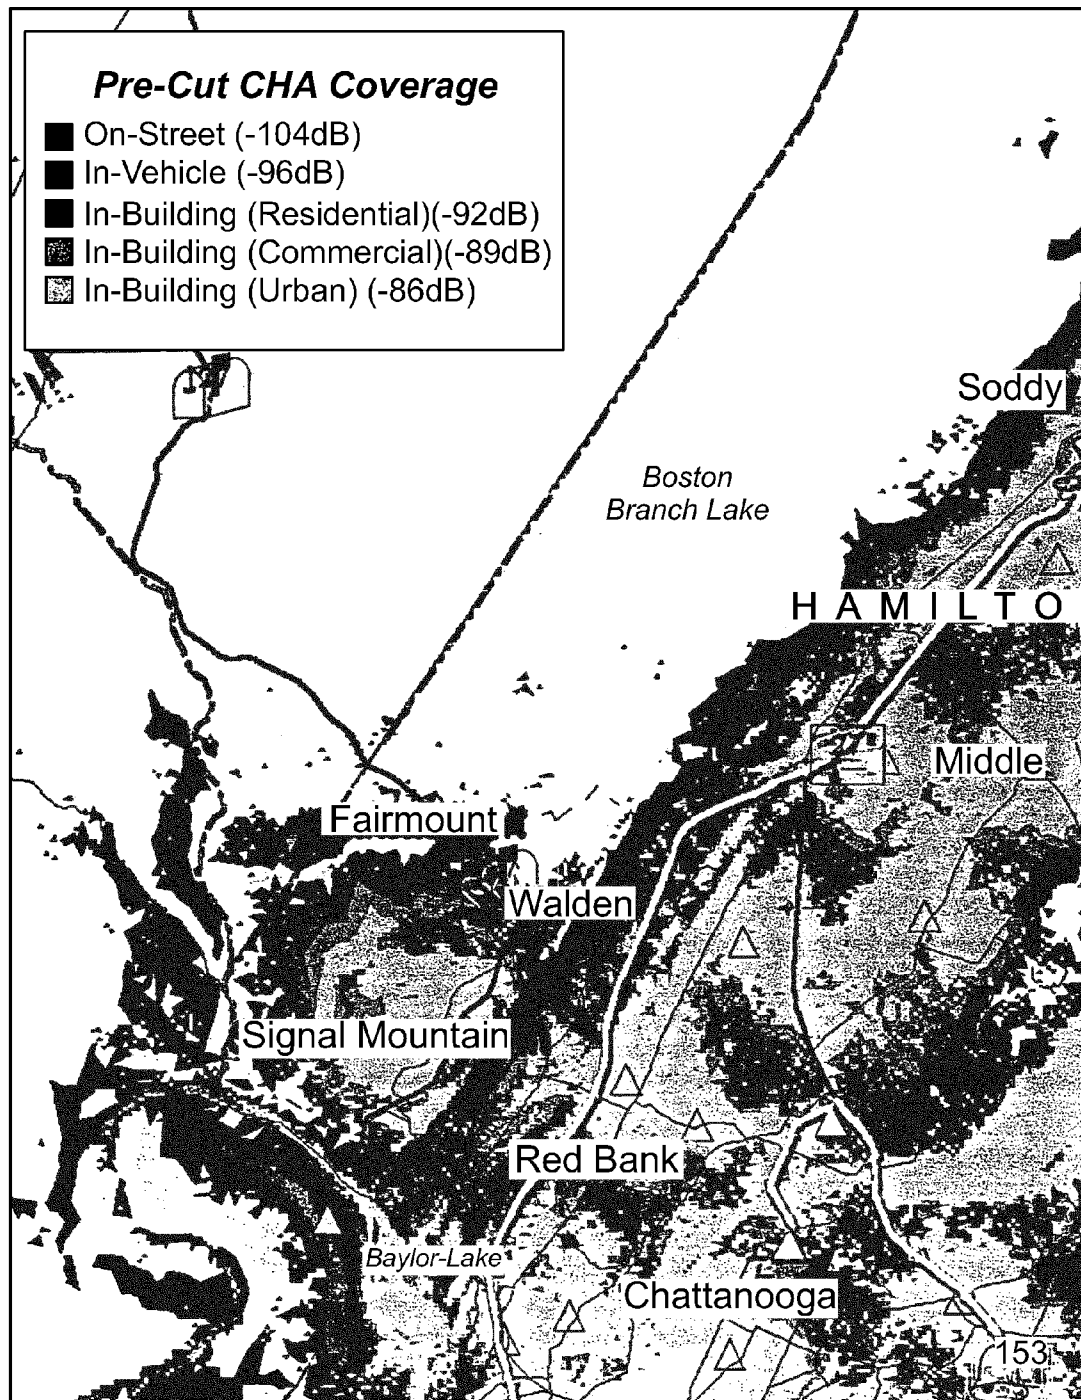 Pre-Cut CHA Coverage
On-Street (-104dB)
In-Vehicle (-96dB)
In-Building (Residential)(-92dB)
In-Building (Commercial)(-89dB)
In-Building (Urban) (-86dB)
Soddy
Boston
Branch Lake
HAMILTO
27
Middle
Fairmount
Walden
Signal Mountain
Red Bank
Baylor-Lake
Chattanooga
153